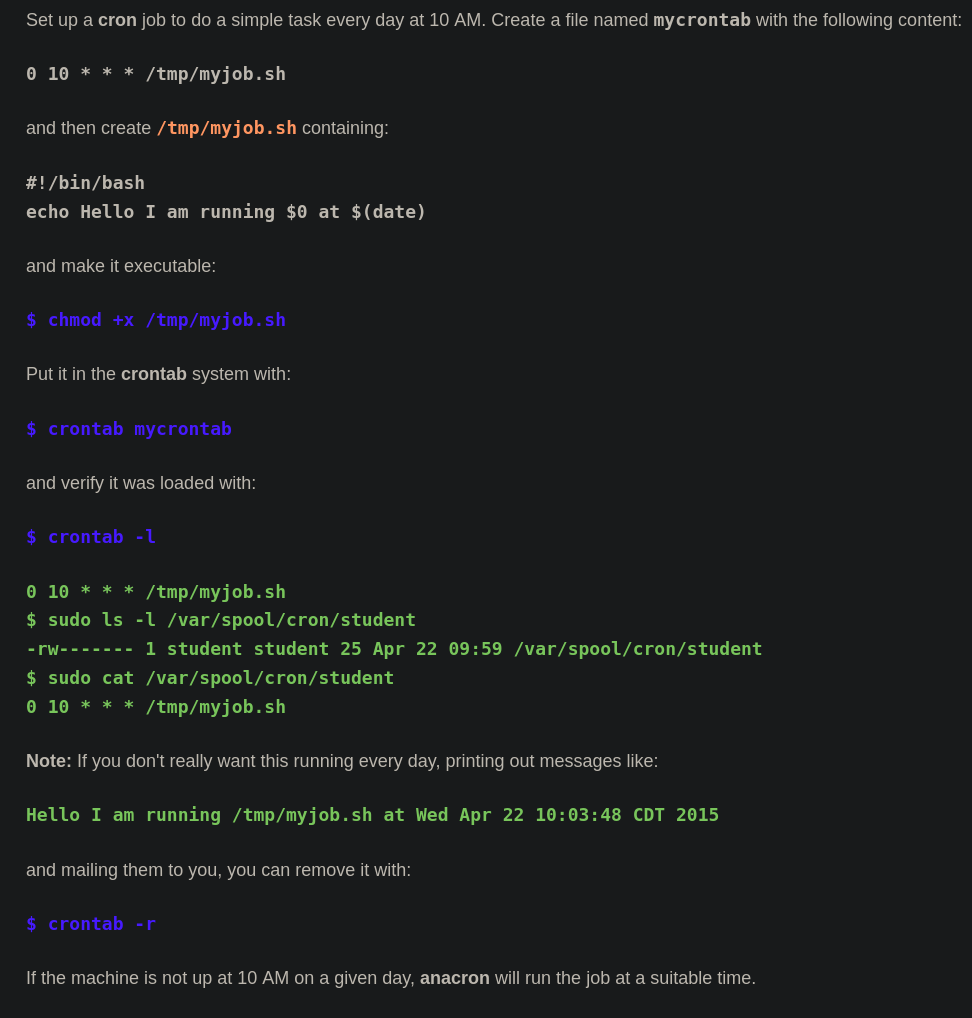 Set up a cron job to do a simple task every day at 10 AM. Create a file named mycrontab with the following content:
0 10 * * * /tmp/myjob.sh
and then create /tmp/myjob.sh containing:
#!/bin/bash
echo Hello I am running $0 at $(date)
and make it executable:
$ chmod +x /tmp/myjob.sh
Put it in the crontab system with:
$ crontab mycrontab
and verify it was loaded with:
$ crontab -l
0 10 * * * /tmp/myjob.sh
$ sudo ls -l /var/spool/cron/student
-rw------- 1 student student 25 Apr 22 09:59 /var/spool/cron/student
$ sudo cat /var/spool/cron/student
0 10 * * * /tmp/myjob.sh
Note: If you don't really want this running every day, printing out messages like:
Hello I am running /tmp/myjob.sh at Wed Apr 22 10:03:48 CDT 2015
and mailing them to you, you can remove it with:
$ crontab -r
If the machine is not up at 10 AM on a given day, anacron will run the job at a suitable time.